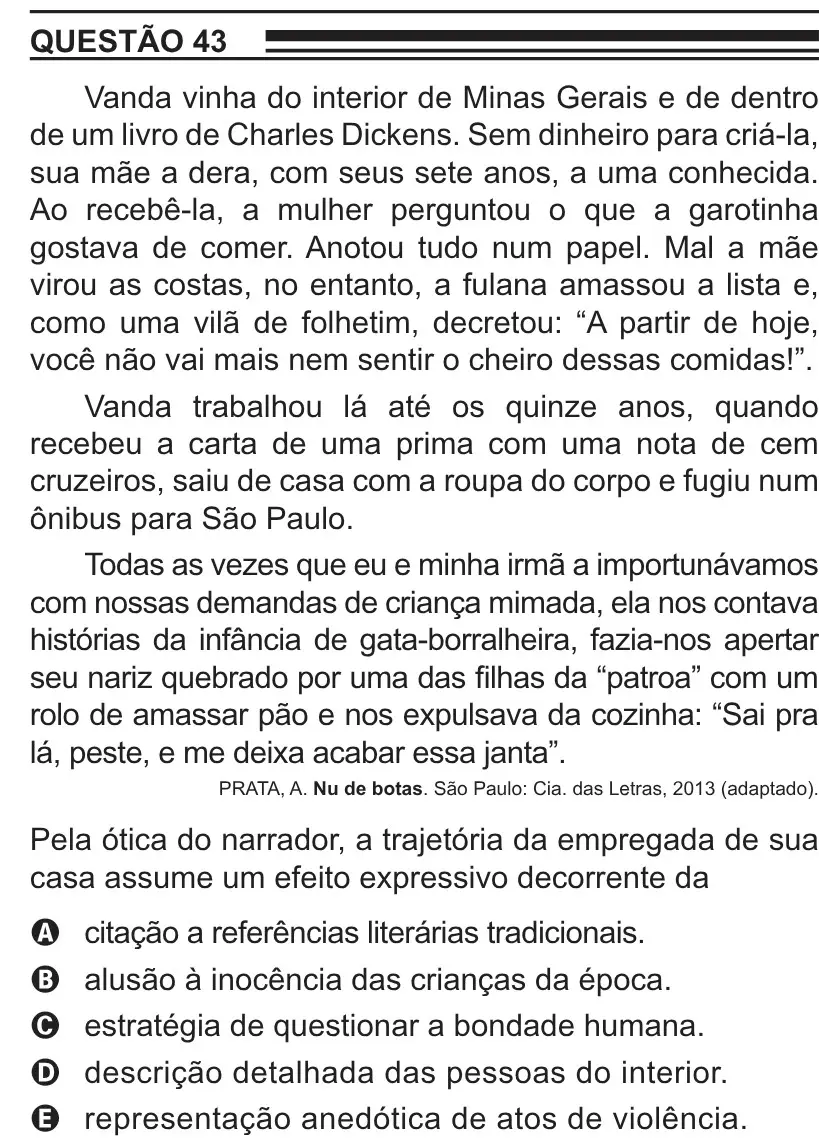 QUESTÃO 43
Vanda vinha do interior de Minas Gerais e de dentro
de um livro de Charles Dickens. Sem dinheiro para criá-la,
sua mãe a dera, com seus sete anos, a uma conhecida.
Ao recebê-la, a mulher perguntou o que a garotinha
gostava de comer. Anotou tudo num papel. Mal a mãe
virou as costas, no entanto, a fulana amassou a lista e,
como uma vilã de folhetim, decretou: “A partir de hoje,
você não vai mais nem sentir o cheiro dessas comidas!”.
Vanda trabalhou lá até os quinze anos, quando
recebeu a carta de uma prima com uma nota de cem
cruzeiros, saiu de casa com a roupa do corpo e fugiu num
ônibus para São Paulo.
Todas as vezes que eu e minha irmã a importunávamos
com nossas demandas de criança mimada, ela nos contava
histórias da infância de gata-borralheira, fazia-nos apertar
seu nariz quebrado por uma das filhas da “patroa” com um
rolo de amassar pão e nos expulsava da cozinha: “Sai pra
lá, peste, e me deixa acabar essa janta”.
PRATA, A. Nu de botas. São Paulo: Cia. das Letras, 2013 (adaptado).
Pela ótica do narrador, a trajetória da empregada de sua
casa assume um efeito expressivo decorrente da
A citação a referências literárias tradicionais.
B alusão à inocência das crianças da época.
C estratégia de questionar a bondade humana.
D descrição detalhada das pessoas do interior.
E representação anedótica de atos de violência.